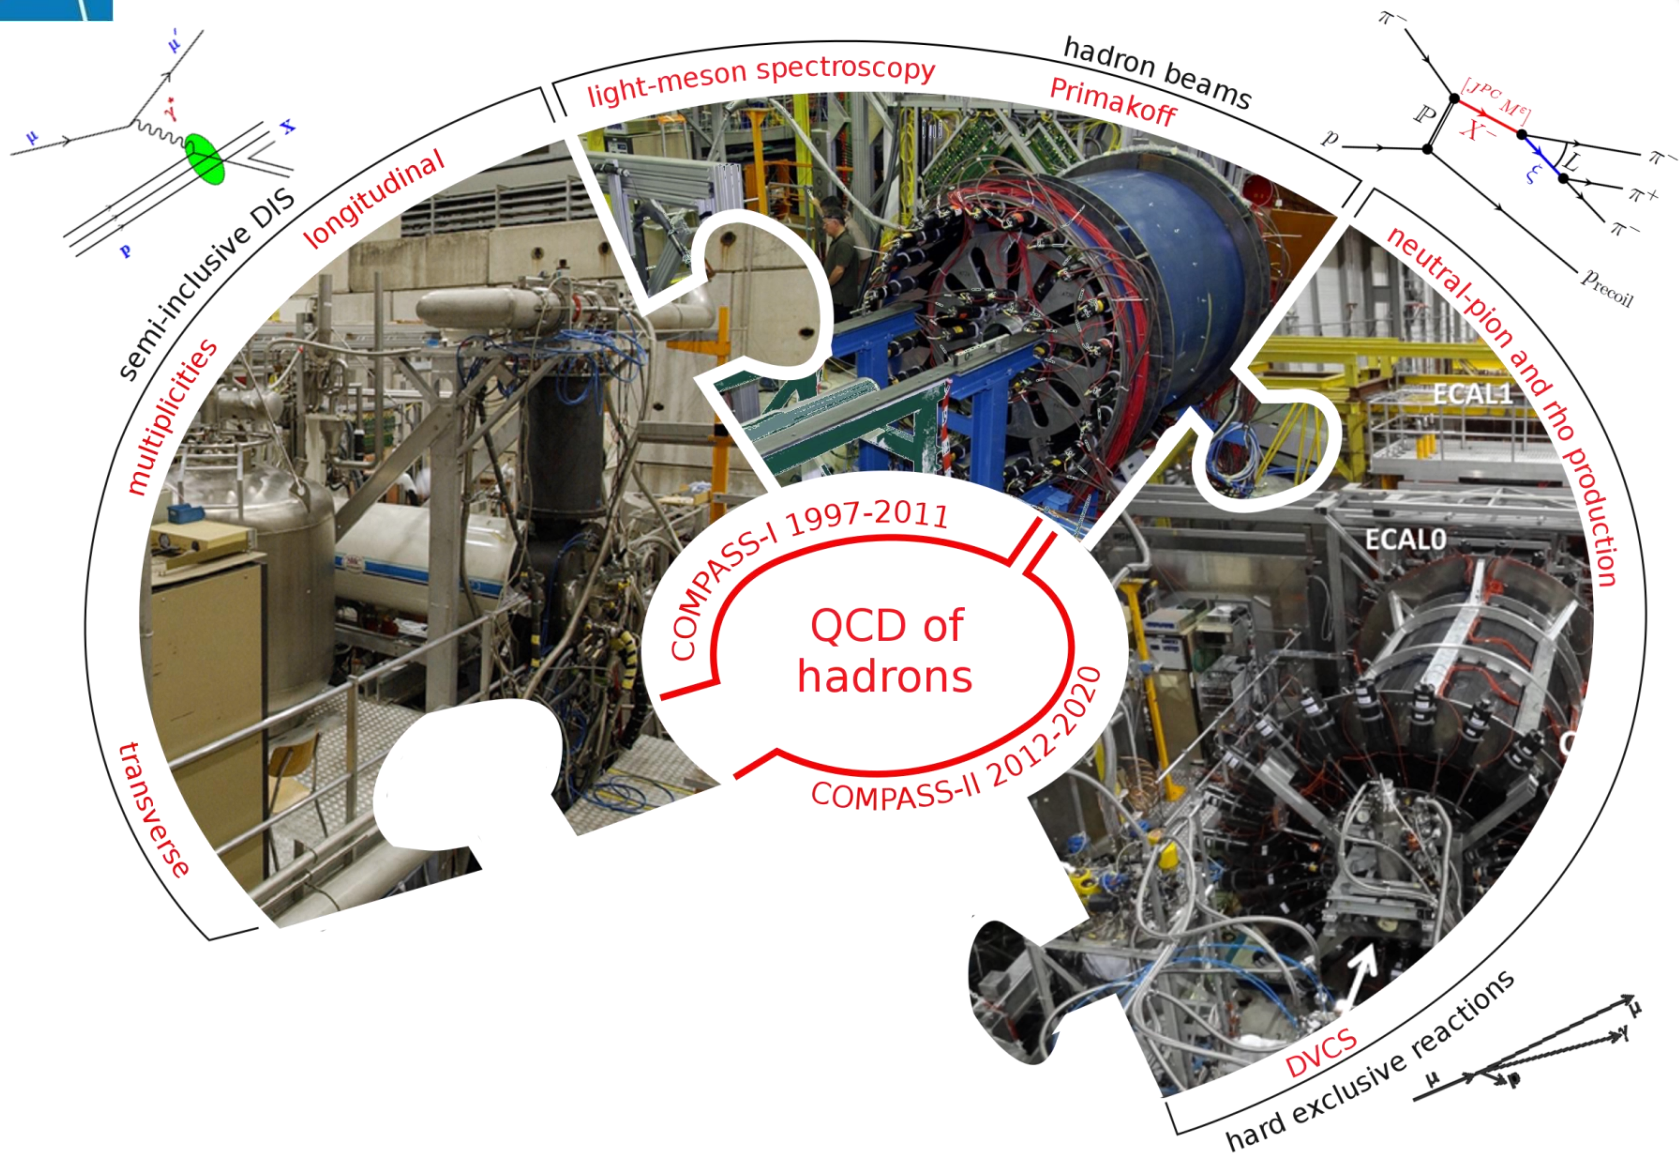 μ
μ′
γ*
X
p
semi-inclusive DIS
longitudinal
multiplicities
transverse
light-meson spectroscopy
hadron beams
Primakoff
π⁻
[J^{PC} M^ε]
ℙ
X⁻
p
ξ
L
π⁻
π⁺
π⁻
p_recoil
neutral-pion and rho production
ECAL1
ECAL0
C
COMPASS-I 1997-2011
QCD of
hadrons
COMPASS-II 2012-2020
DVCS
hard exclusive reactions
μ
μ
γ
p